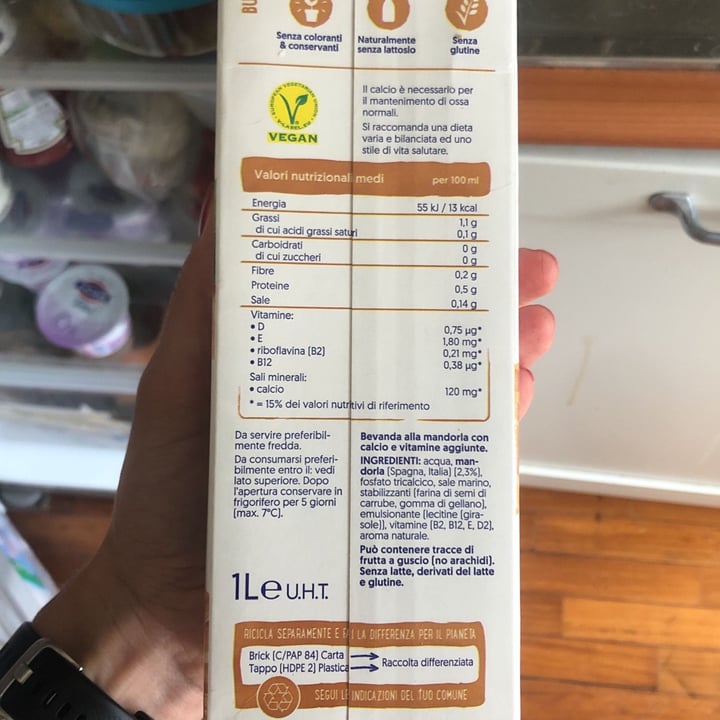 BU
Senza coloranti
& conservanti
Naturalmente
senza lattosio
Senza
glutine
EUROPEAN VEGETARIAN UNION
V-LABEL.EU
VEGAN
Il calcio è necessario per
il mantenimento di ossa
normali.
Si raccomanda una dieta
varia e bilanciata ed uno
stile di vita salutare.
Valori nutrizionali medi per 100 ml
Energia 55 kJ / 13 kcal
Grassi 1,1 g
di cui acidi grassi saturi 0,1 g
Carboidrati 0 g
di cui zuccheri 0 g
Fibre 0,2 g
Proteine 0,5 g
Sale 0,14 g
Vitamine:
• D 0,75 µg*
• E 1,80 mg*
• riboflavina (B2) 0,21 mg*
• B12 0,38 µg*
Sali minerali:
• calcio 120 mg*
* = 15% dei valori nutritivi di riferimento
Da servire preferibil-
mente fredda.
Da consumarsi preferi-
bilmente entro il: vedi
lato superiore. Dopo
l'apertura conservare in
frigorifero per 5 giorni
(max. 7°C).
Bevanda alla mandorla con
calcio e vitamine aggiunte.
INGREDIENTI: acqua, man-
dorla (Spagna, Italia) (2,3%),
fosfato tricalcico, sale marino,
stabilizzanti (farina di semi di
carrube, gomma di gellano),
emulsionante (lecitine (gira-
sole)), vitamine (B2, B12, E, D2),
aroma naturale.
Può contenere tracce di
frutta a guscio (no arachidi).
Senza latte, derivati del latte
e glutine.
1Le U.H.T.
RICICLA SEPARAMENTE E FAI LA DIFFERENZA PER IL PIANETA
Brick (C/PAP 84) Carta
Tappo (HDPE 2) Plastica
Raccolta differenziata
SEGUI LE INDICAZIONI DEL TUO COMUNE